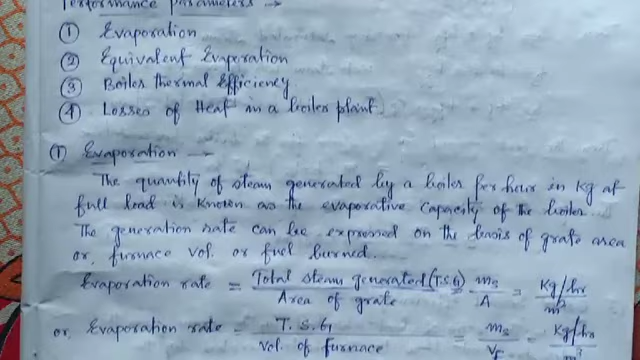 Performance parameters →
① Evaporation
② Equivalent Evaporation
③ Boiler thermal Efficiency
④ Losses of Heat in a boiler plant.
① Evaporation →
The quantity of steam generated by a boiler per hour in kg at
full load is known as the evaporative capacity of the boiler.
The generation rate can be expressed on the basis of grate area
or, furnace vol. or fuel burned.
Evaporation rate = Total steam generated (T.S.G) / Area of grate = ms/A = Kg/hr / m²
or, Evaporation rate = T.S.G / Vol. of furnace = ms/VF = Kg/hr / m³